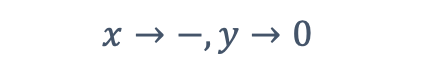 x → −, y → 0